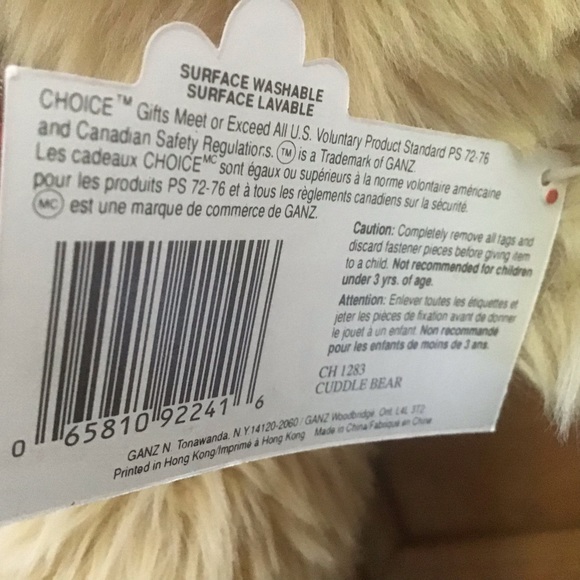 SURFACE WASHABLE
SURFACE LAVABLE
CHOICE™ Gifts Meet or Exceed All U.S. Voluntary Product Standard PS 72-76
and Canadian Safety Regulations. TM is a Trademark of GANZ.
Les cadeaux CHOICE MC sont égaux ou supérieurs à la norme volontaire américaine
pour les produits PS 72-76 et à tous les règlements canadiens sur la sécurité.
MC est une marque de commerce de GANZ.
Caution: Completely remove all tags and
discard fastener pieces before giving item
to a child. Not recommended for children
under 3 yrs. of age.
Attention: Enlever toutes les étiquettes et
jeter les pièces de fixation avant de donner
le jouet à un enfant. Non recommandé
pour les enfants de moins de 3 ans.
CH 1283
CUDDLE BEAR
0 65810 92241 6
GANZ N. Tonawanda, N.Y. 14120-2060 / GANZ Woodbridge, Ont. L4L 3T2
Printed in Hong Kong/Imprimé à Hong Kong Made in China/Fabriqué en Chine